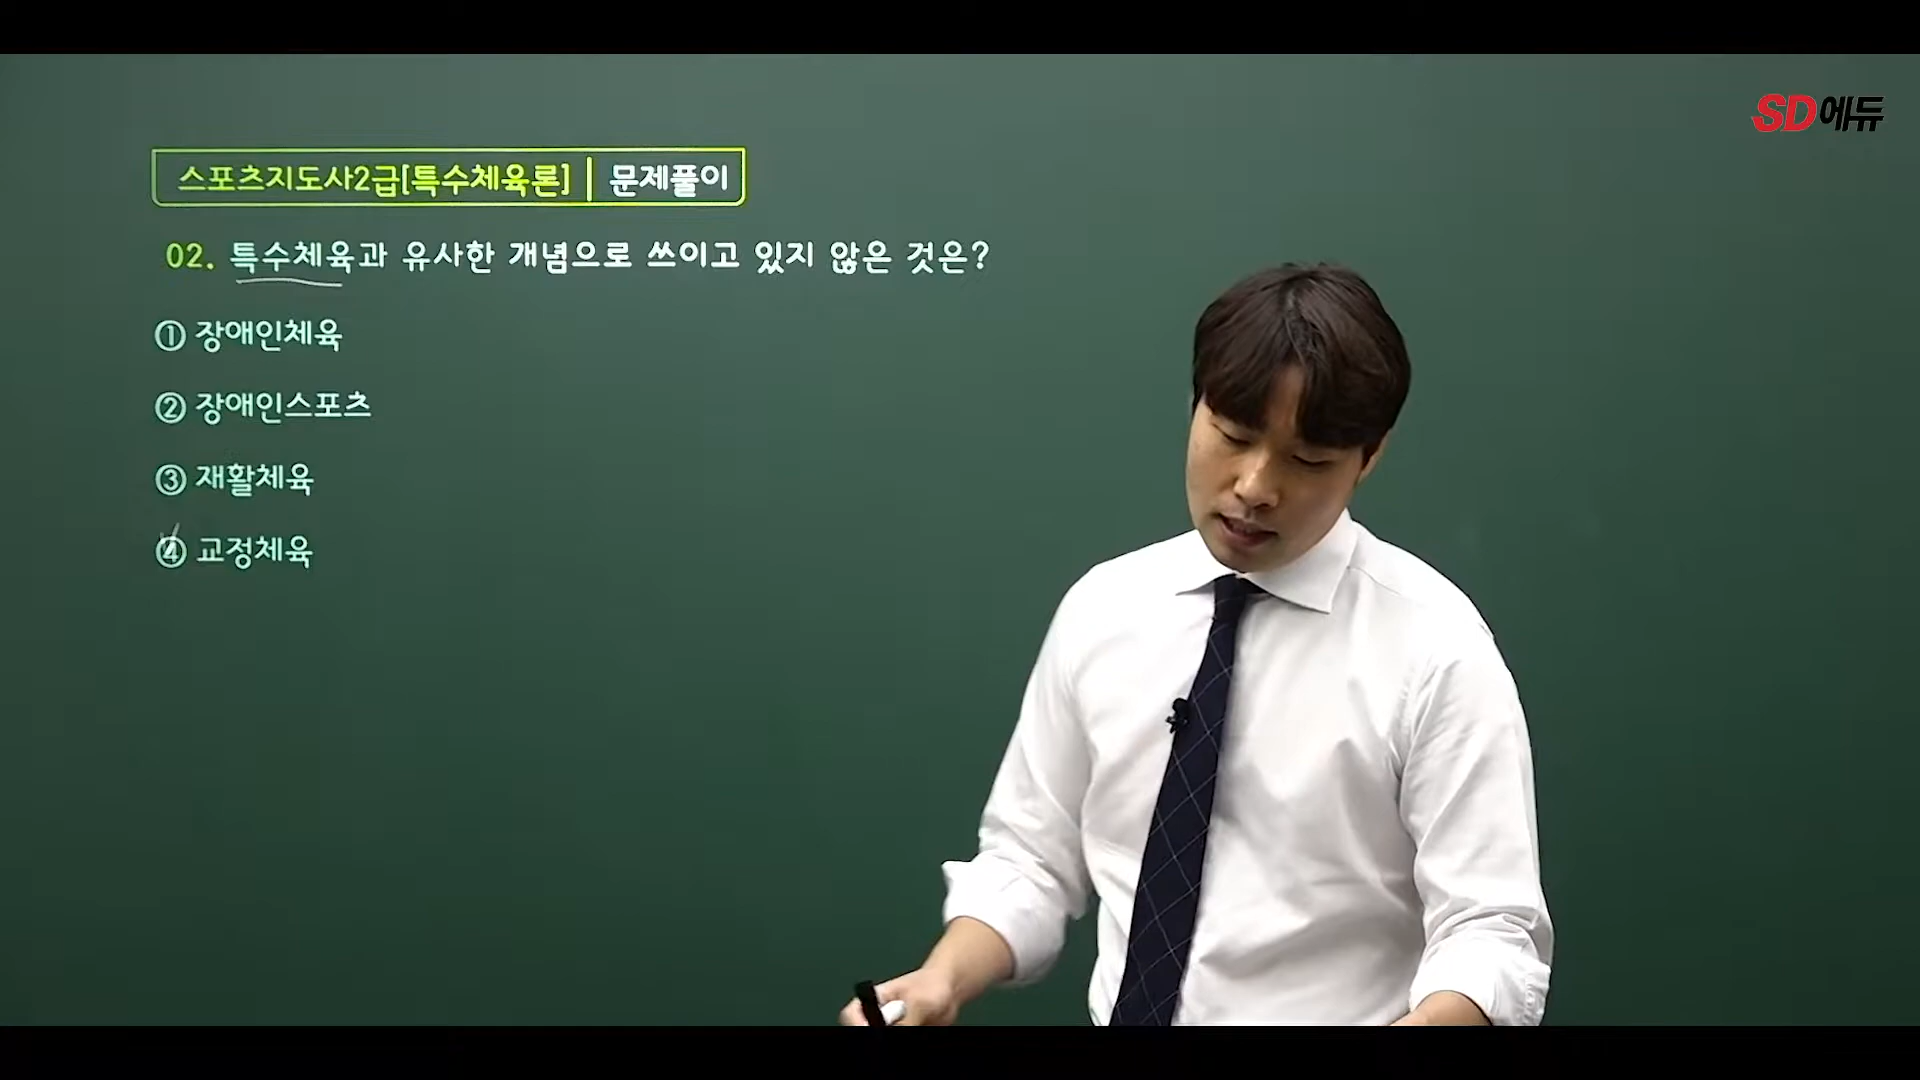 SD에듀
스포츠지도사2급[특수체육론] | 문제풀이
02. 특수체육과 유사한 개념으로 쓰이고 있지 않은 것은?
① 장애인체육
② 장애인스포츠
③ 재활체육
④ 교정체육